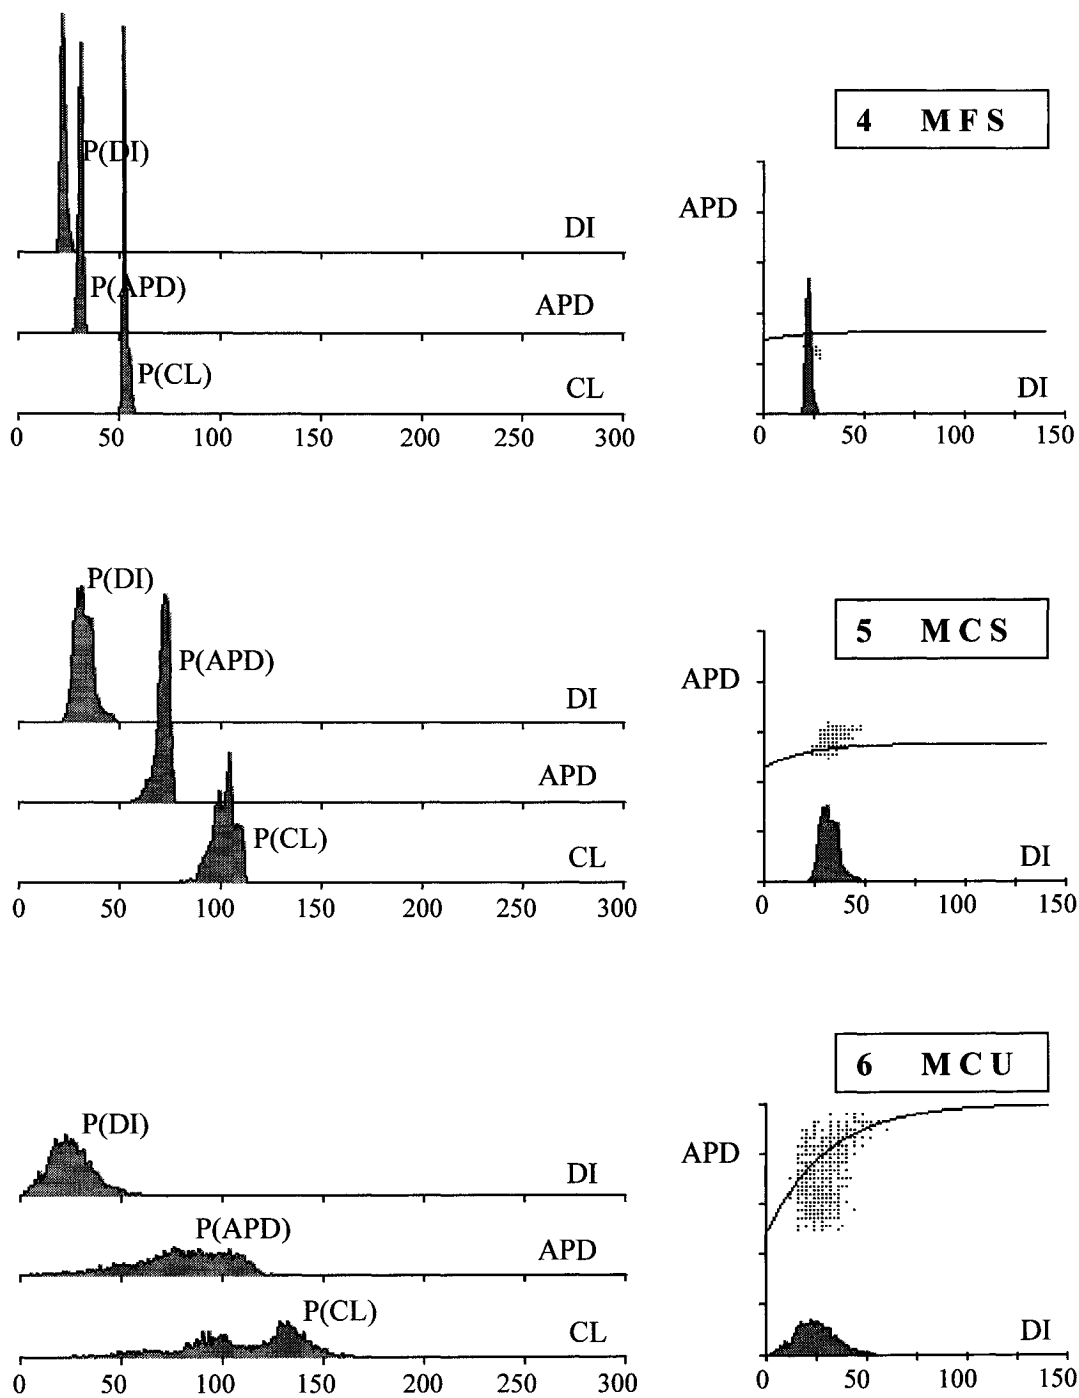 4 MFS
P(DI)
DI
APD
P(APD)
APD
P(CL)
CL
DI
0 50 100 150 200 250 300
0 50 100 150
5 MCS
P(DI)
P(APD)
APD
DI
APD
P(CL)
CL
DI
0 50 100 150 200 250 300
0 50 100 150
6 MCU
P(DI)
APD
DI
P(APD)
APD
P(CL)
CL
DI
0 50 100 150 200 250 300
0 50 100 150